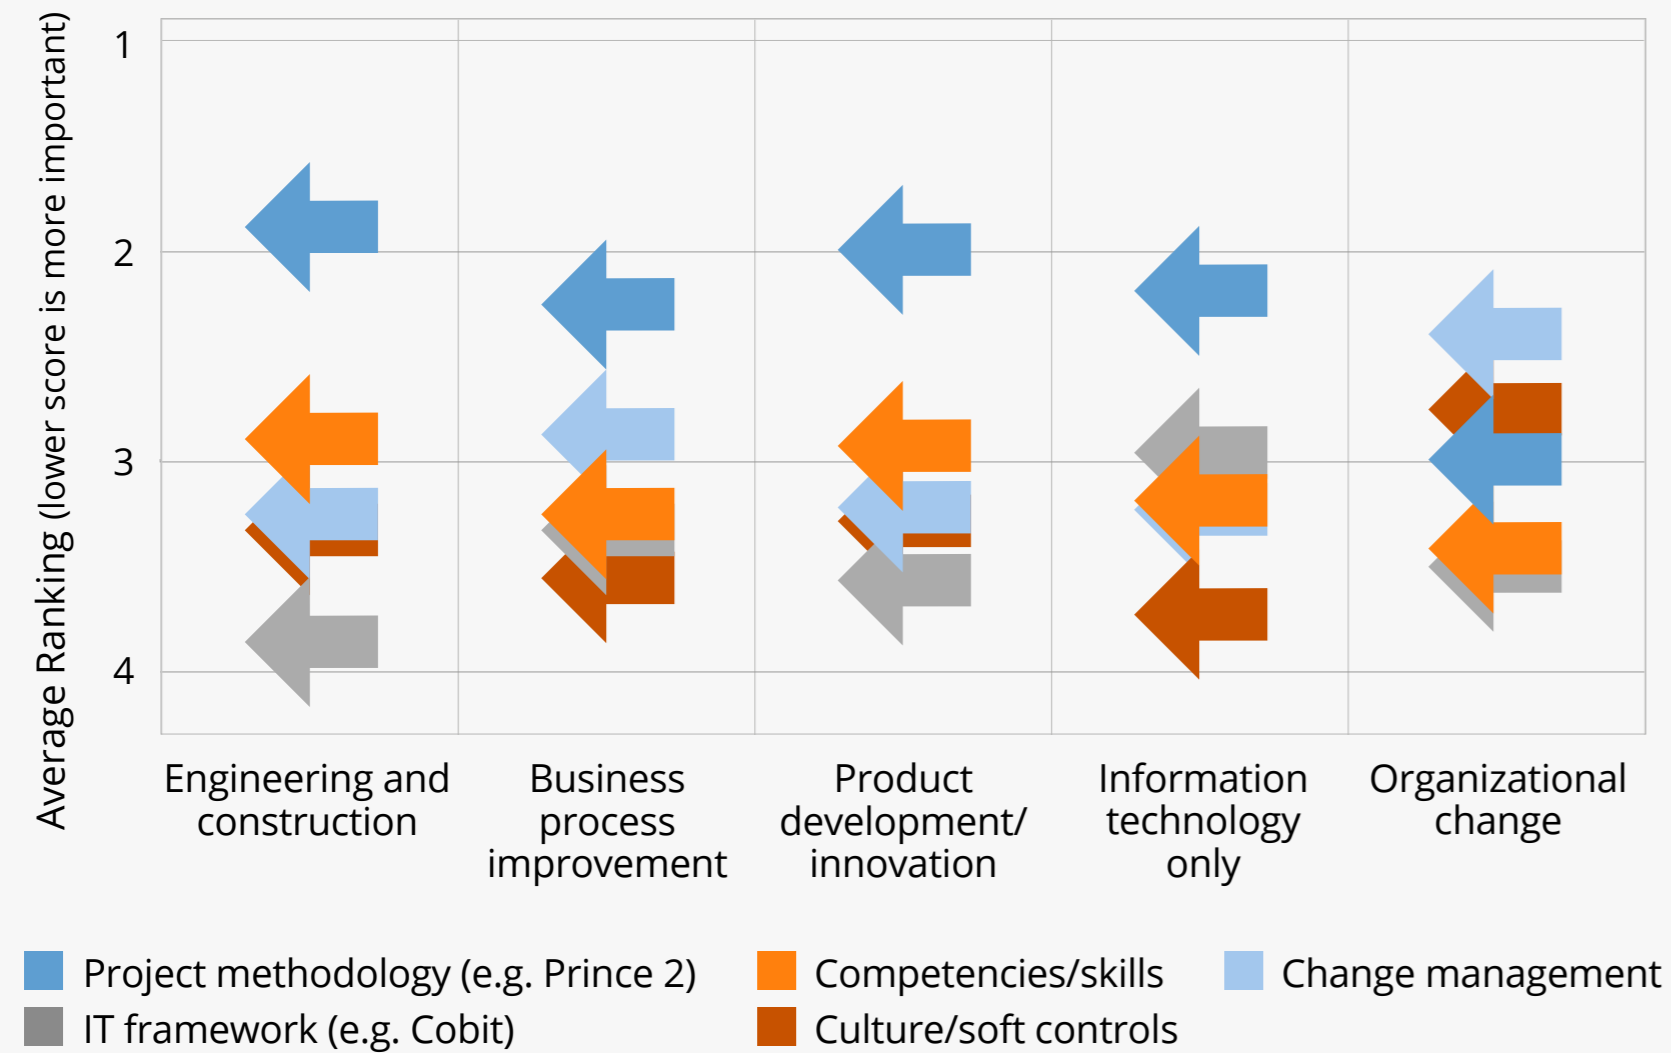 Average Ranking (lower score is more important)
1
2
3
4
Engineering and
construction
Business
process
improvement
Product
development/
innovation
Information
technology
only
Organizational
change
Project methodology (e.g. Prince 2)
Competencies/skills
Change management
IT framework (e.g. Cobit)
Culture/soft controls